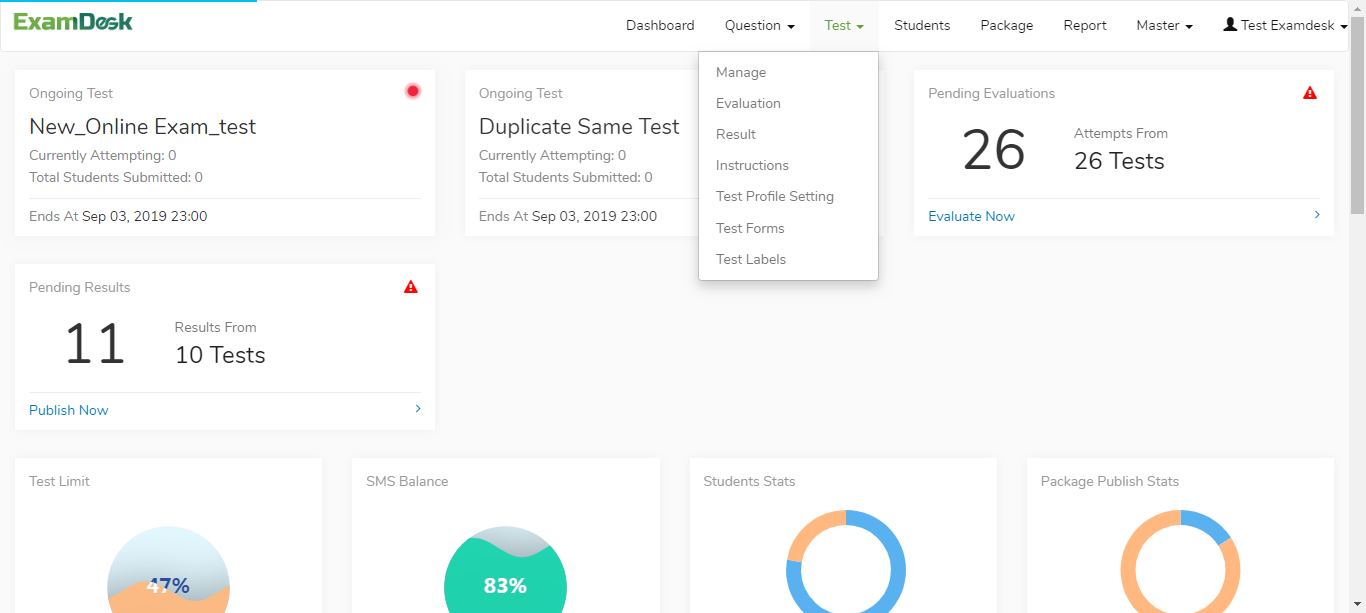 ExamDesk
Dashboard Question Test Students Package Report Master Test Examdesk
Manage
Evaluation
Result
Instructions
Test Profile Setting
Test Forms
Test Labels
Ongoing Test
New_Online Exam_test
Currently Attempting: 0
Total Students Submitted: 0
Ends At Sep 03, 2019 23:00
Ongoing Test
Duplicate Same Test
Currently Attempting: 0
Total Students Submitted: 0
Ends At Sep 03, 2019 23:00
Pending Evaluations
26
Attempts From
26 Tests
Evaluate Now
Pending Results
11
Results From
10 Tests
Publish Now
Test Limit
47%
SMS Balance
83%
Students Stats
Package Publish Stats